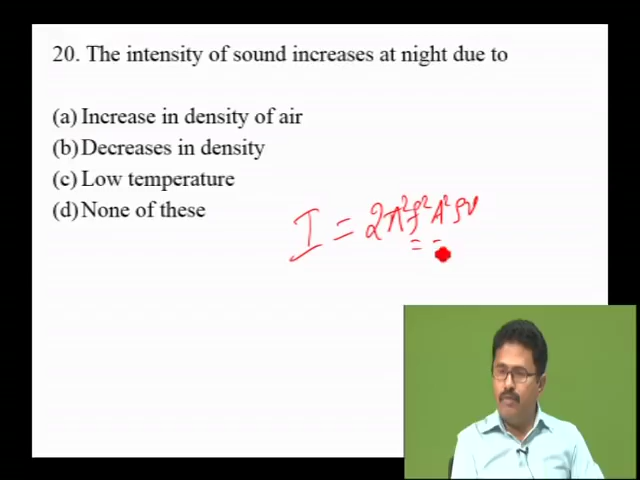 20. The intensity of sound increases at night due to
(a) Increase in density of air
(b) Decreases in density
(c) Low temperature
(d) None of these
I = 2π²f²A²ρv